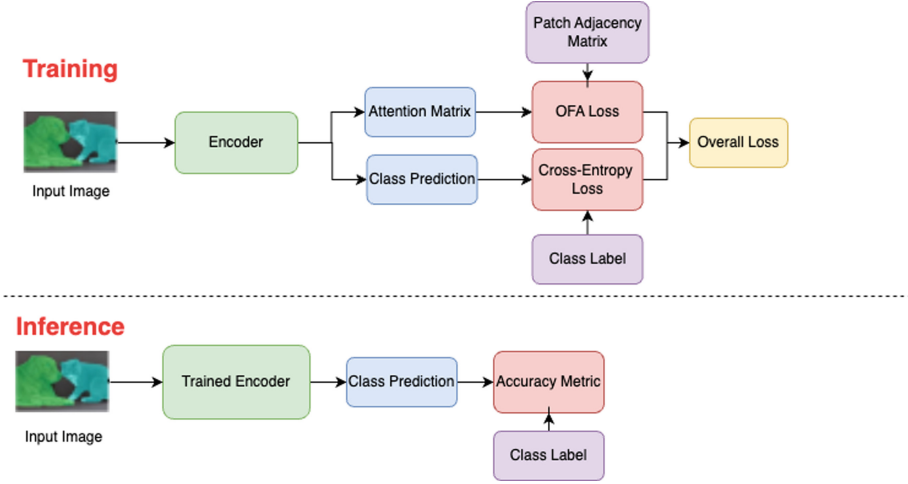 Training
Patch Adjacency
Matrix
Attention Matrix
OFA Loss
Encoder
Overall Loss
Input Image
Class Prediction
Cross-Entropy
Loss
Class Label
Inference
Trained Encoder
Class Prediction
Accuracy Metric
Input Image
Class Label